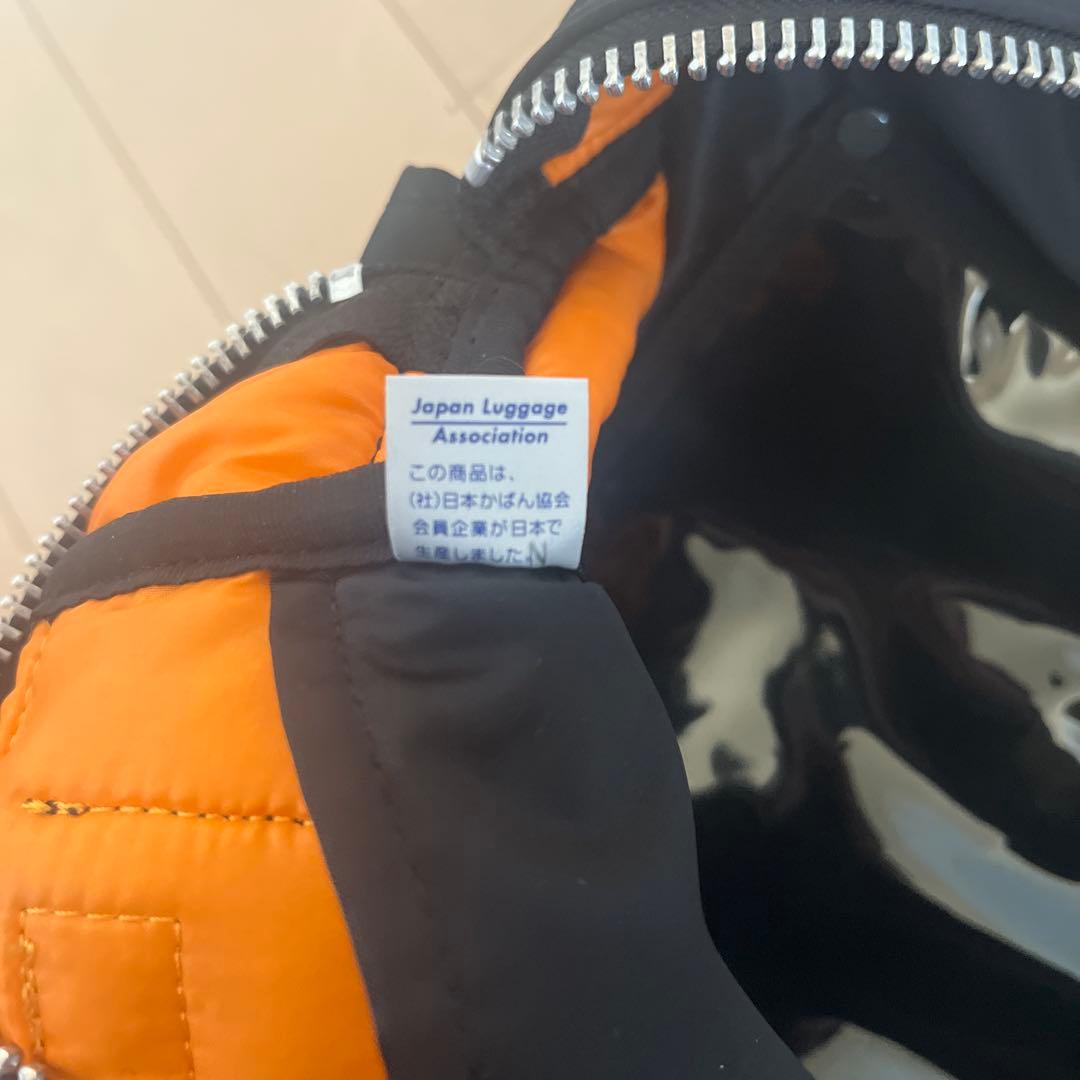 Japan Luggage
Association
この商品は、
(社)日本かばん協会
会員企業が日本で
生産しました。N